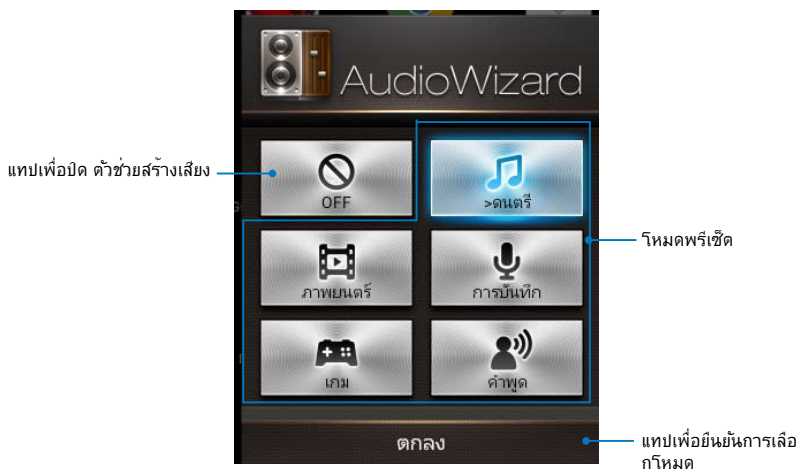 AudioWizard
แทปเพื่อปิด ตัวช่วยสร้างเสียง
OFF
>ดนตรี
โหมดพรีเซ็ต
ภาพยนตร์
การบันทึก
เกม
คำพูด
ตกลง
แทปเพื่อยืนยันการเลือ
กโหมด